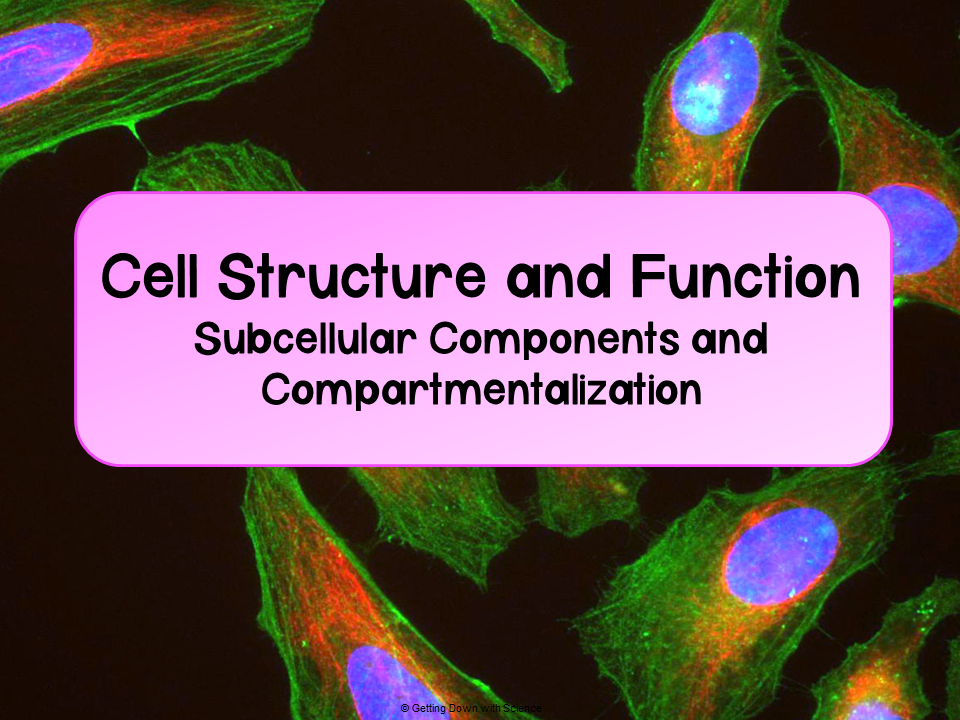 Cell Structure and Function
Subcellular Components and
Compartmentalization
© Getting Down with Science